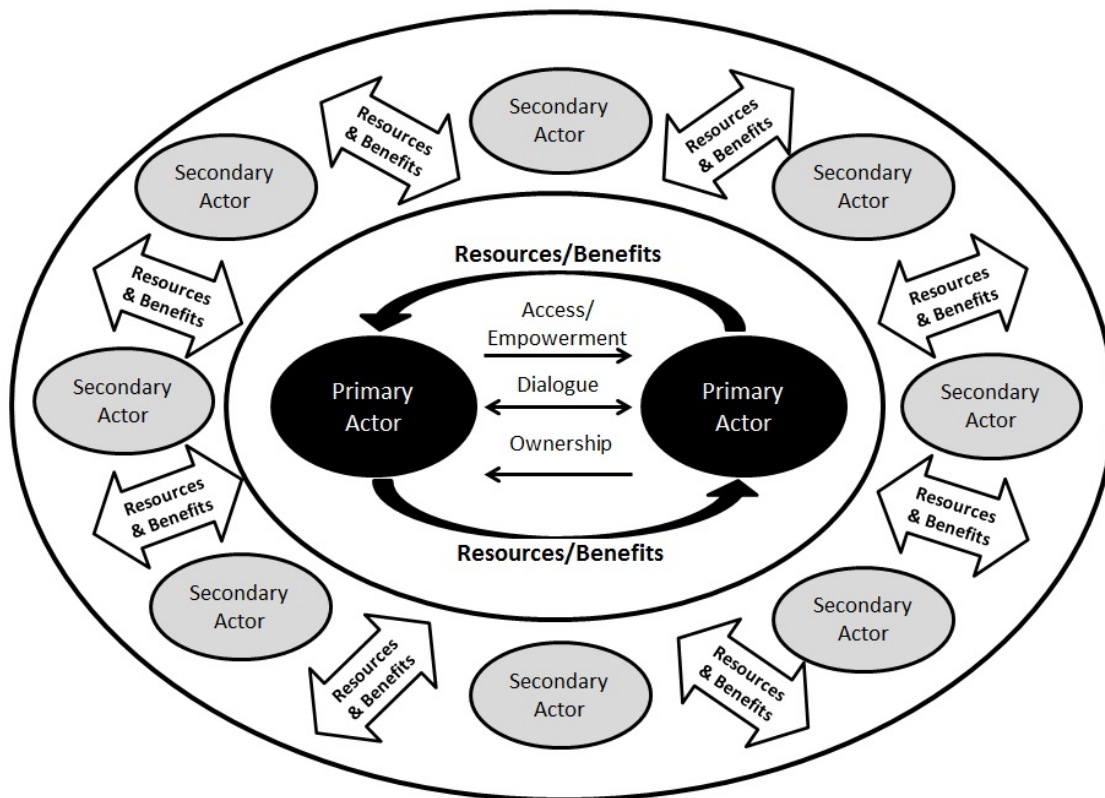 Secondary
Actor
Resources
& Benefits
Resources
& Benefits
Secondary
Actor
Secondary
Actor
Resources/Benefits
Resources
& Benefits
Resources
& Benefits
Access/
Empowerment
Primary
Actor
Dialogue
Primary
Actor
Secondary
Actor
Secondary
Actor
Ownership
Resources
& Benefits
Resources
& Benefits
Resources/Benefits
Secondary
Actor
Secondary
Actor
Resources
& Benefits
Secondary
Actor
Resources
& Benefits